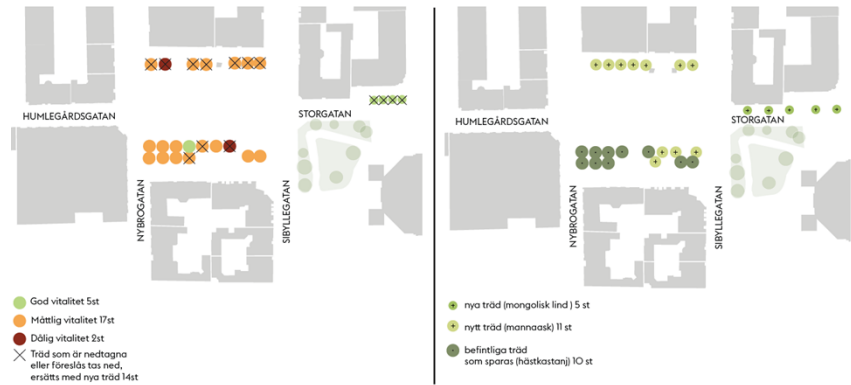 HUMLEGÅRDSGATAN
STORGATAN
NYBROGATAN
SIBYLLEGATAN
God vitalitet 5st
Måttlig vitalitet 17st
Dålig vitalitet 2st
Träd som är nedtagna
eller föreslås tas ned,
ersätts med nya träd 14st
HUMLEGÅRDSGATAN
STORGATAN
NYBROGATAN
SIBYLLEGATAN
nya träd (mongolisk lind ) 5 st
nytt träd (mannaask) 11 st
befintliga träd
som sparas (hästkastanj) 10 st